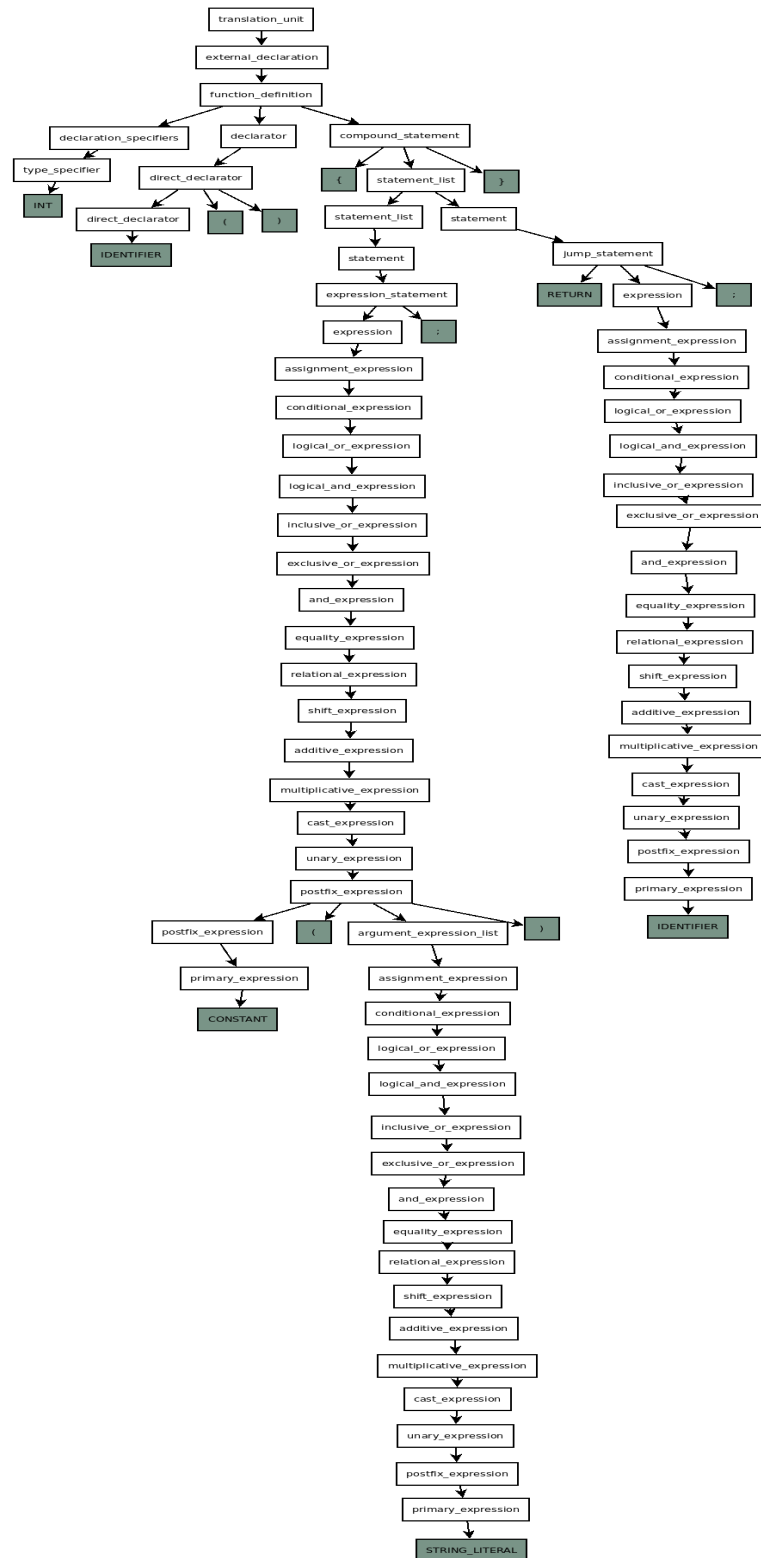 translation_unit
external_declaration
function_definition
declaration_specifiers
declarator
compound_statement
type_specifier
direct_declarator
{
statement_list
}
INT
direct_declarator
(
)
statement_list
statement
IDENTIFIER
statement
jump_statement
expression_statement
RETURN
expression
;
expression
;
assignment_expression
assignment_expression
conditional_expression
conditional_expression
logical_or_expression
logical_or_expression
logical_and_expression
logical_and_expression
inclusive_or_expression
inclusive_or_expression
exclusive_or_expression
exclusive_or_expression
and_expression
and_expression
equality_expression
equality_expression
relational_expression
relational_expression
shift_expression
shift_expression
additive_expression
additive_expression
multiplicative_expression
multiplicative_expression
cast_expression
cast_expression
unary_expression
unary_expression
postfix_expression
postfix_expression
primary_expression
postfix_expression
(
argument_expression_list
)
IDENTIFIER
primary_expression
assignment_expression
CONSTANT
conditional_expression
logical_or_expression
logical_and_expression
inclusive_or_expression
exclusive_or_expression
and_expression
equality_expression
relational_expression
shift_expression
additive_expression
multiplicative_expression
cast_expression
unary_expression
postfix_expression
primary_expression
STRING_LITERAL